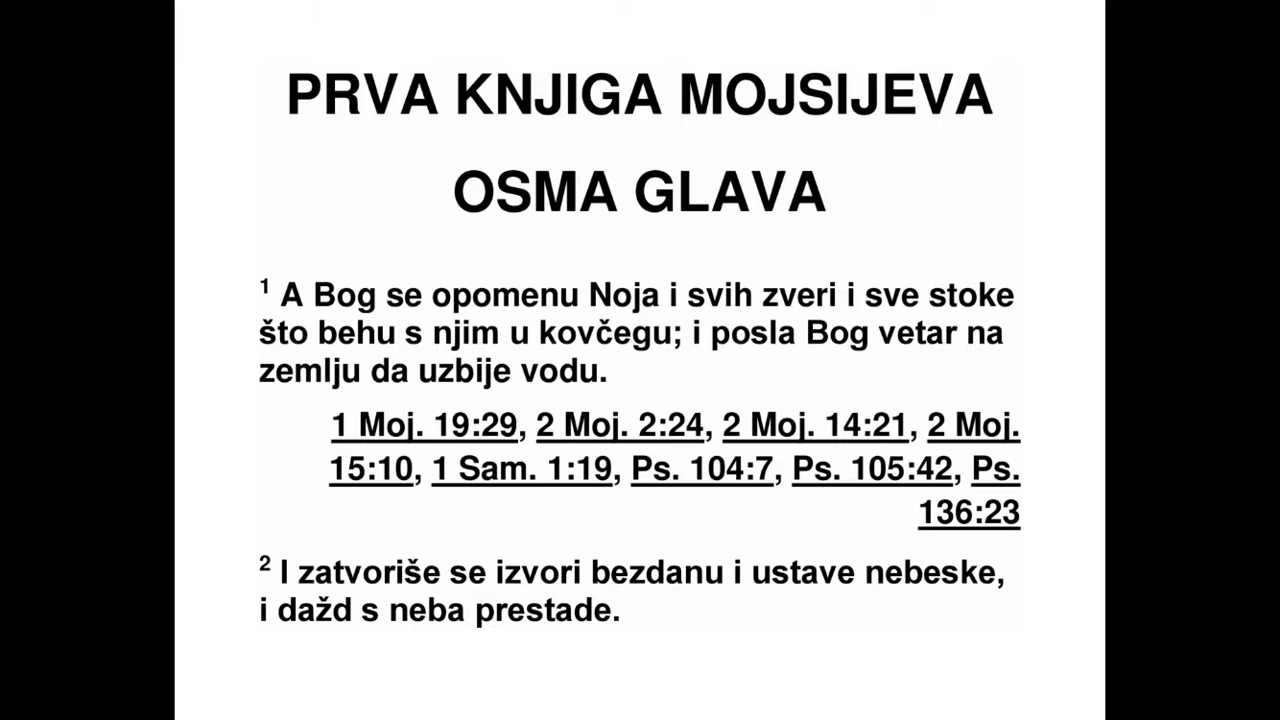 PRVA KNJIGA MOJSIJEVA
OSMA GLAVA
1 A Bog se opomenu Noja i svih zveri i sve stoke
što behu s njim u kovčegu; i posla Bog vetar na
zemlju da uzbije vodu.
1 Moj. 19:29, 2 Moj. 2:24, 2 Moj. 14:21, 2 Moj.
15:10, 1 Sam. 1:19, Ps. 104:7, Ps. 105:42, Ps.
136:23
2 I zatvoriše se izvori bezdanu i ustave nebeske,
i dažd s neba prestade.